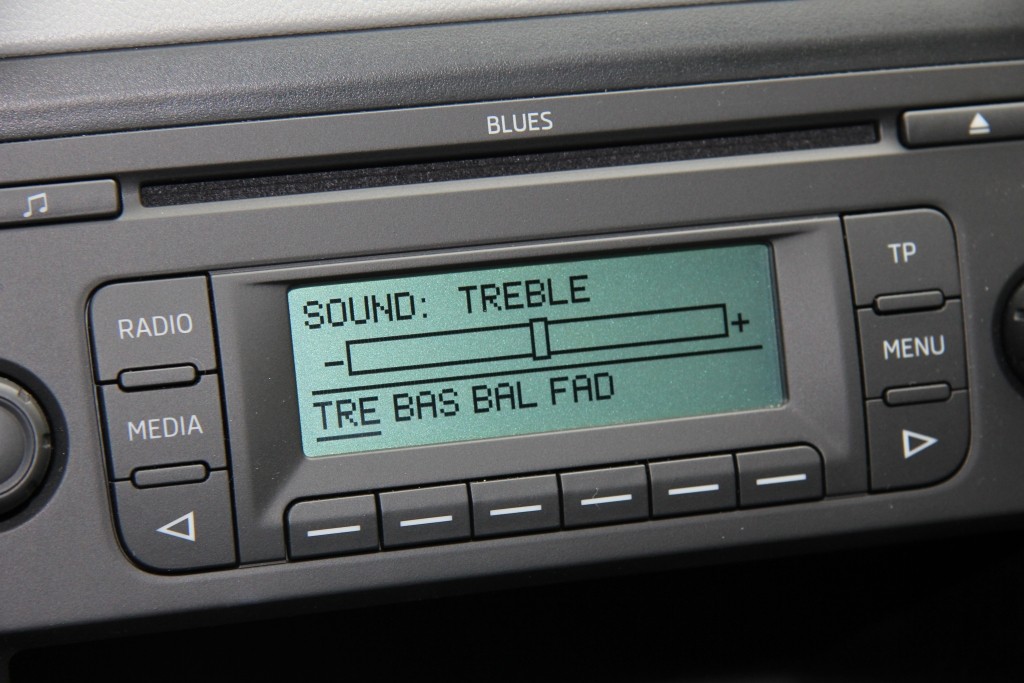 BLUES
RADIO
MEDIA
SOUND: TREBLE
- +
TRE BAS BAL FAD
TP
MENU